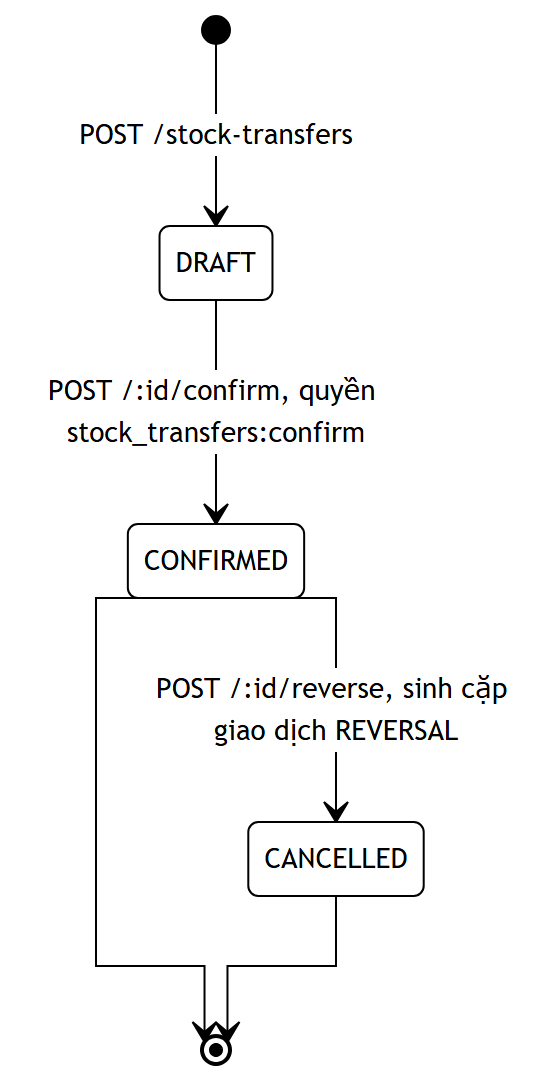 POST /stock-transfers
DRAFT
POST /:id/confirm, quyền
stock_transfers:confirm
CONFIRMED
POST /:id/reverse, sinh cặp
giao dịch REVERSAL
CANCELLED